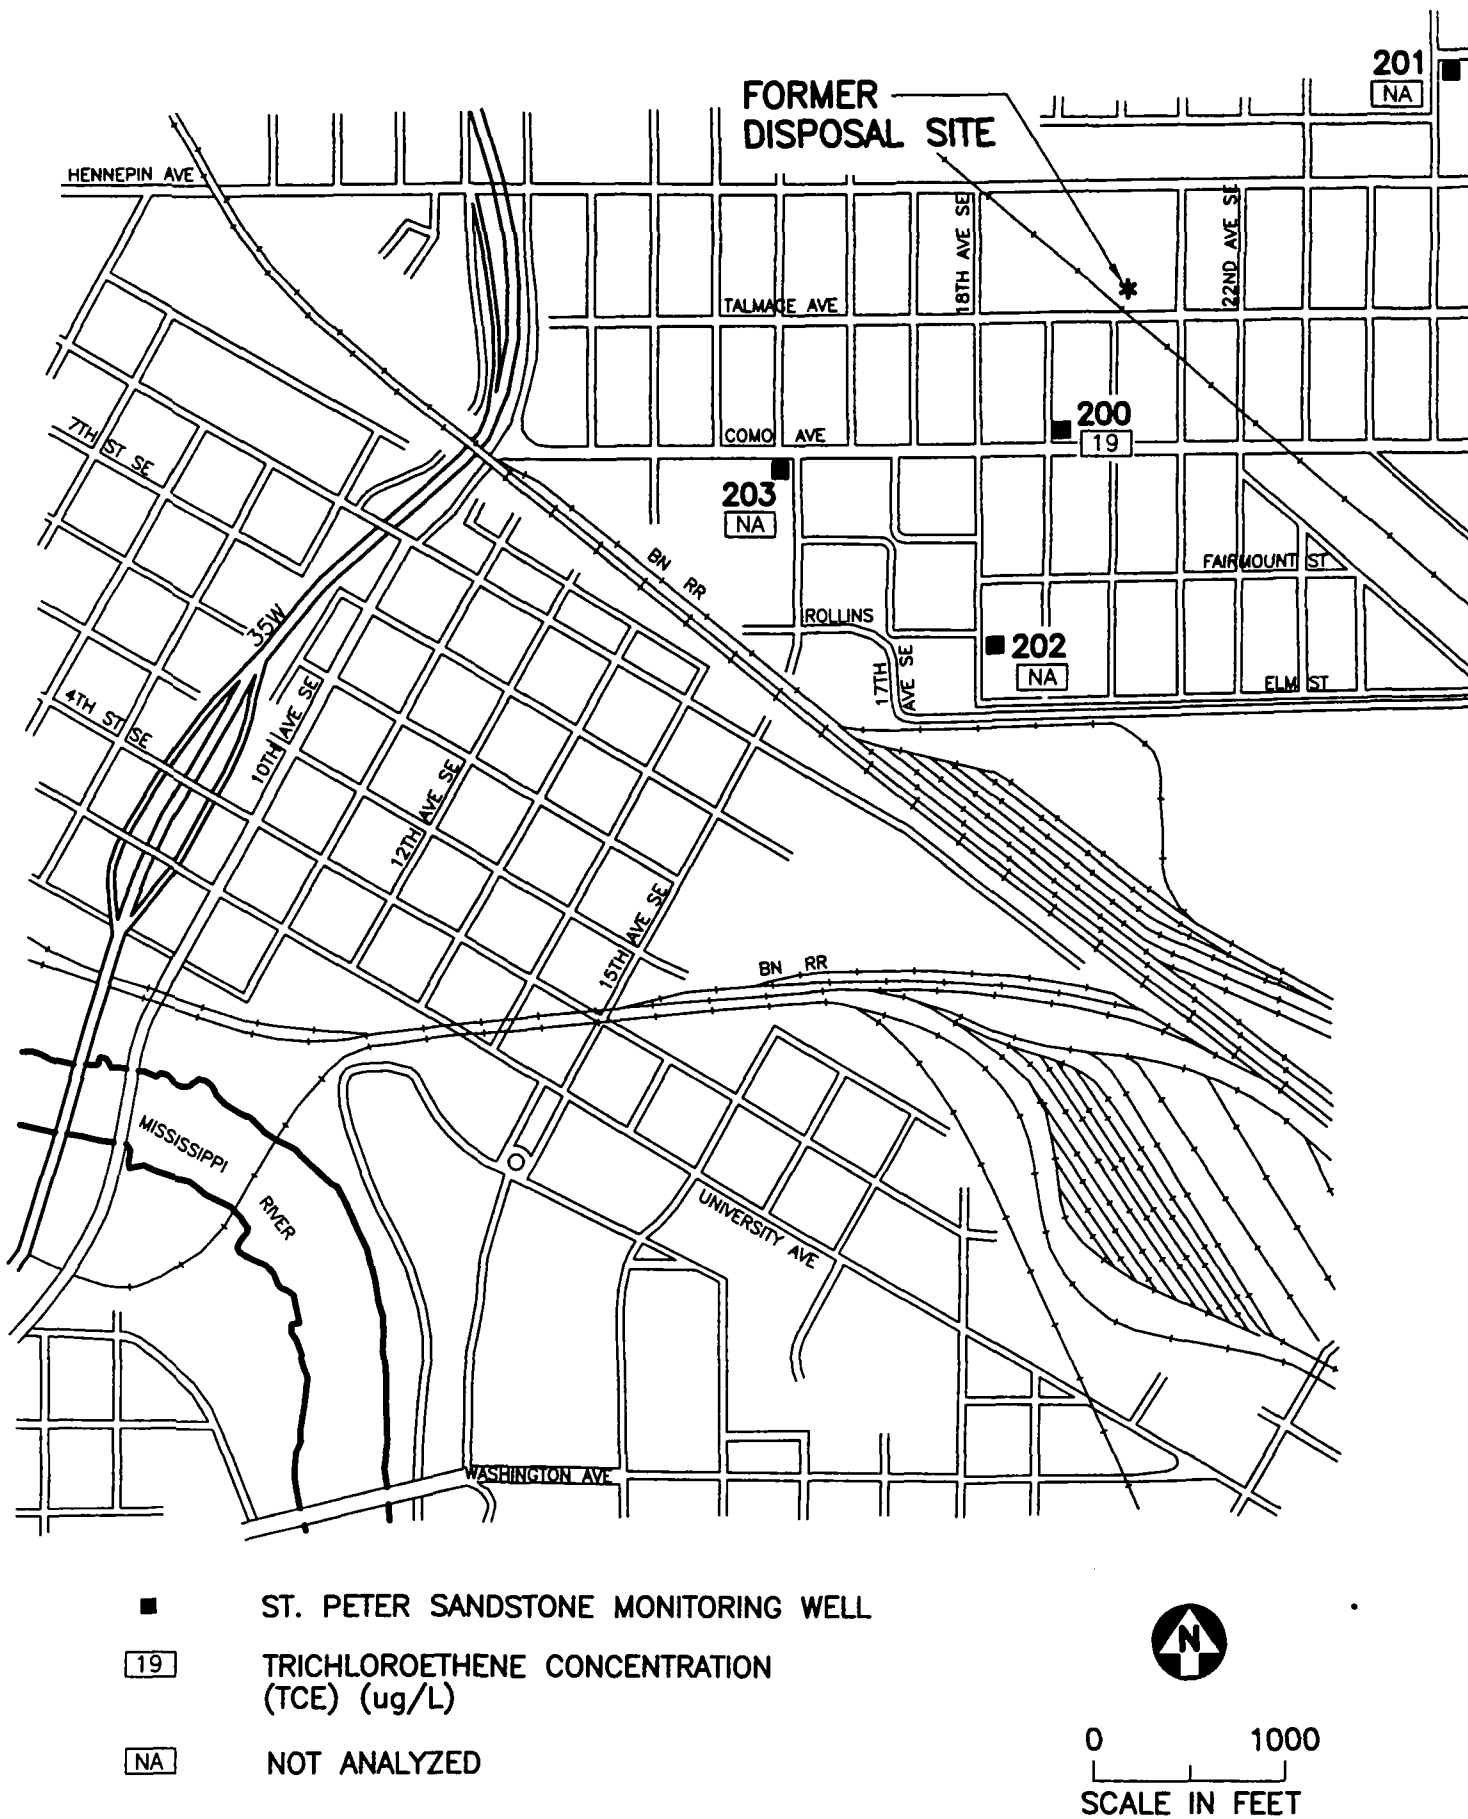 201
NA
FORMER
DISPOSAL SITE
HENNEPIN AVE
18TH AVE SE
22ND AVE SE
TALMAGE AVE
200
19
7TH ST SE
COMO AVE
203
NA
BN RR
FAIRMOUNT ST
35W
ROLLINS
202
NA
17TH
AVE SE
ELM ST
4TH ST SE
10TH AVE SE
12TH AVE SE
15TH AVE SE
BN RR
MISSISSIPPI
RIVER
UNIVERSITY AVE
WASHINGTON AVE
ST. PETER SANDSTONE MONITORING WELL
19
TRICHLOROETHENE CONCENTRATION
(TCE) (ug/L)
NA
NOT ANALYZED
N
0 1000
SCALE IN FEET